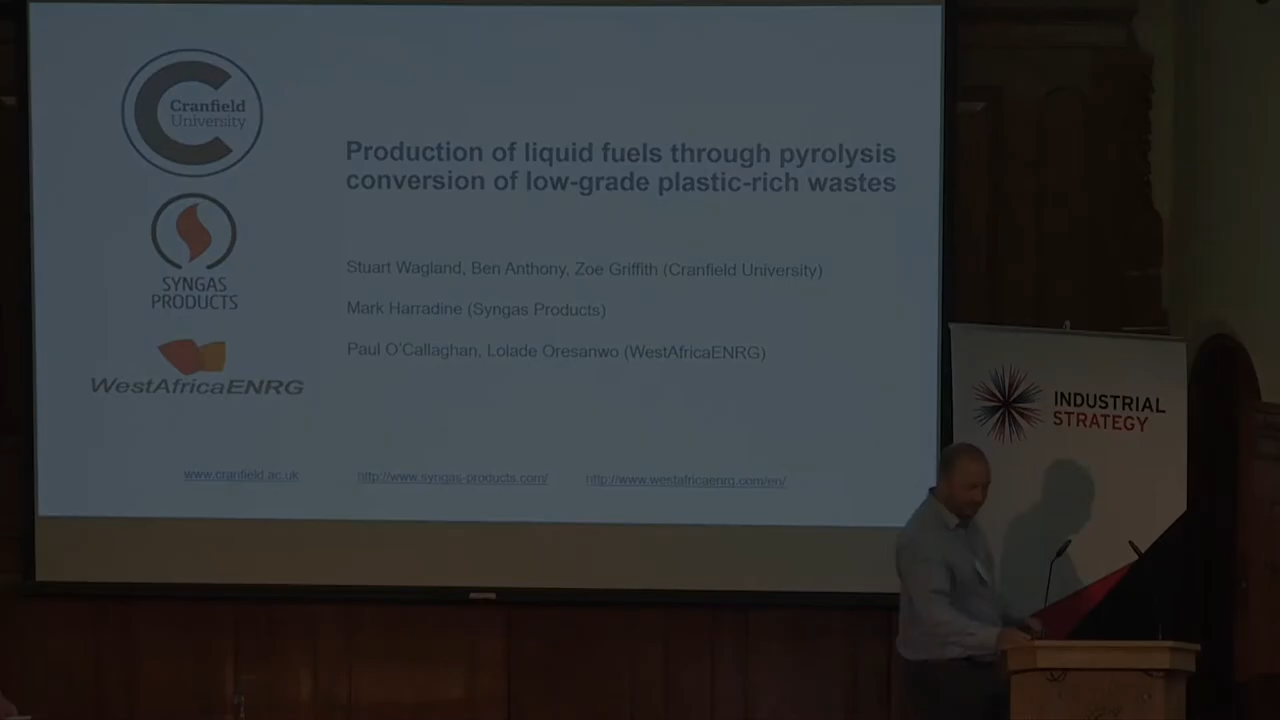 Cranfield
University
Production of liquid fuels through pyrolysis
conversion of low-grade plastic-rich wastes
SYNGAS
PRODUCTS
Stuart Wagland, Ben Anthony, Zoe Griffith (Cranfield University)
Mark Harradine (Syngas Products)
Paul O'Callaghan, Lolade Oresanwo (WestAfricaENRG)
WestAfricaENRG
www.cranfield.ac.uk
http://www.syngas-products.com/
http://www.westafricaenrg.com/en/
INDUSTRIAL
STRATEGY